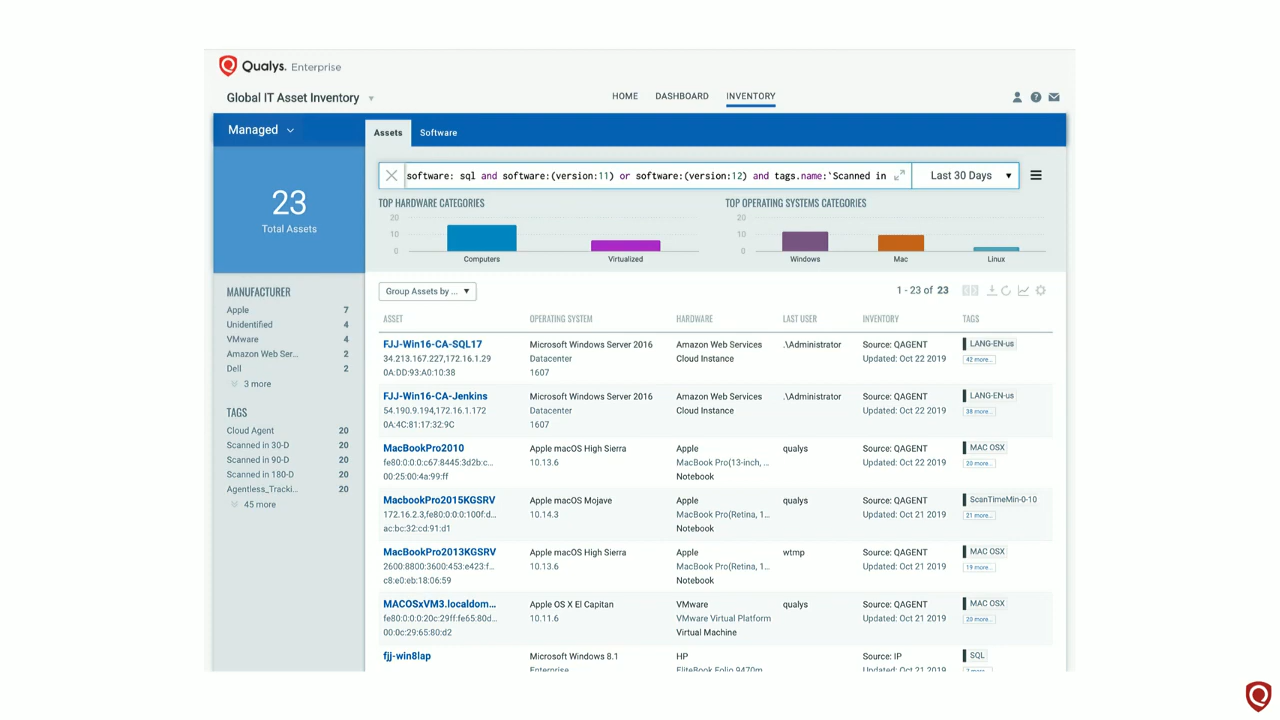 Qualys. Enterprise
Global IT Asset Inventory
HOME DASHBOARD INVENTORY
Managed
Assets Software
23
Total Assets
software: sql and software:(version:11) or software:(version:12) and tags.name:`Scanned in
Last 30 Days
TOP HARDWARE CATEGORIES
20
10
0
Computers Virtualized
TOP OPERATING SYSTEMS CATEGORIES
20
10
0
Windows Mac Linux
MANUFACTURER
Apple 7
Unidentified 4
VMware 4
Amazon Web Ser... 2
Dell 2
3 more
TAGS
Cloud Agent 20
Scanned in 30-D 20
Scanned in 90-D 20
Scanned in 180-D 20
Agentless_Tracki... 20
45 more
Group Assets by ...
1 - 23 of 23
ASSET OPERATING SYSTEM HARDWARE LAST USER INVENTORY TAGS
FJJ-Win16-CA-SQL17 Microsoft Windows Server 2016 Amazon Web Services .\Administrator Source: QAGENT LANG-EN-us
34.213.167.227,172.16.1.29 Datacenter Cloud Instance Updated: Oct 22 2019 42 more...
0A:DD:93:A0:10:38 1607
FJJ-Win16-CA-Jenkins Microsoft Windows Server 2016 Amazon Web Services .\Administrator Source: QAGENT LANG-EN-us
54.190.9.194,172.16.1.172 Datacenter Cloud Instance Updated: Oct 22 2019 38 more...
0A:4C:81:17:32:9C 1607
MacBookPro2010 Apple macOS High Sierra Apple qualys Source: QAGENT MAC OSX
fe80:0:0:0:c67:8445:3d2b:c... 10.13.6 MacBook Pro(13-inch, ... Updated: Oct 22 2019 20 more...
00:25:00:4a:99:ff Notebook
MacbookPro2015KGSRV Apple macOS Mojave Apple qualys Source: QAGENT ScanTimeMin-0-10
172.16.2.3,fe80:0:0:0:100f:d... 10.14.3 MacBook Pro(Retina, 1... Updated: Oct 21 2019 21 more...
ac:bc:32:cd:91:d1 Notebook
MacBookPro2013KGSRV Apple macOS High Sierra Apple wtmp Source: QAGENT MAC OSX
2600:8800:3600:453:e423:f... 10.13.6 MacBook Pro(Retina, 1... Updated: Oct 21 2019 19 more...
c8:e0:eb:18:06:59 Notebook
MACOSxVM3.localdom... Apple OS X El Capitan VMware qualys Source: QAGENT MAC OSX
fe80:0:0:0:20c:29ff:fe65:80d... 10.11.6 VMware Virtual Platform Updated: Oct 21 2019 20 more...
00:0c:29:65:80:d2 Virtual Machine
fjj-win8lap Microsoft Windows 8.1 HP Source: IP SQL
Enterprise EliteBook Folio 9470m Updated: Oct 21 2019 7 more...